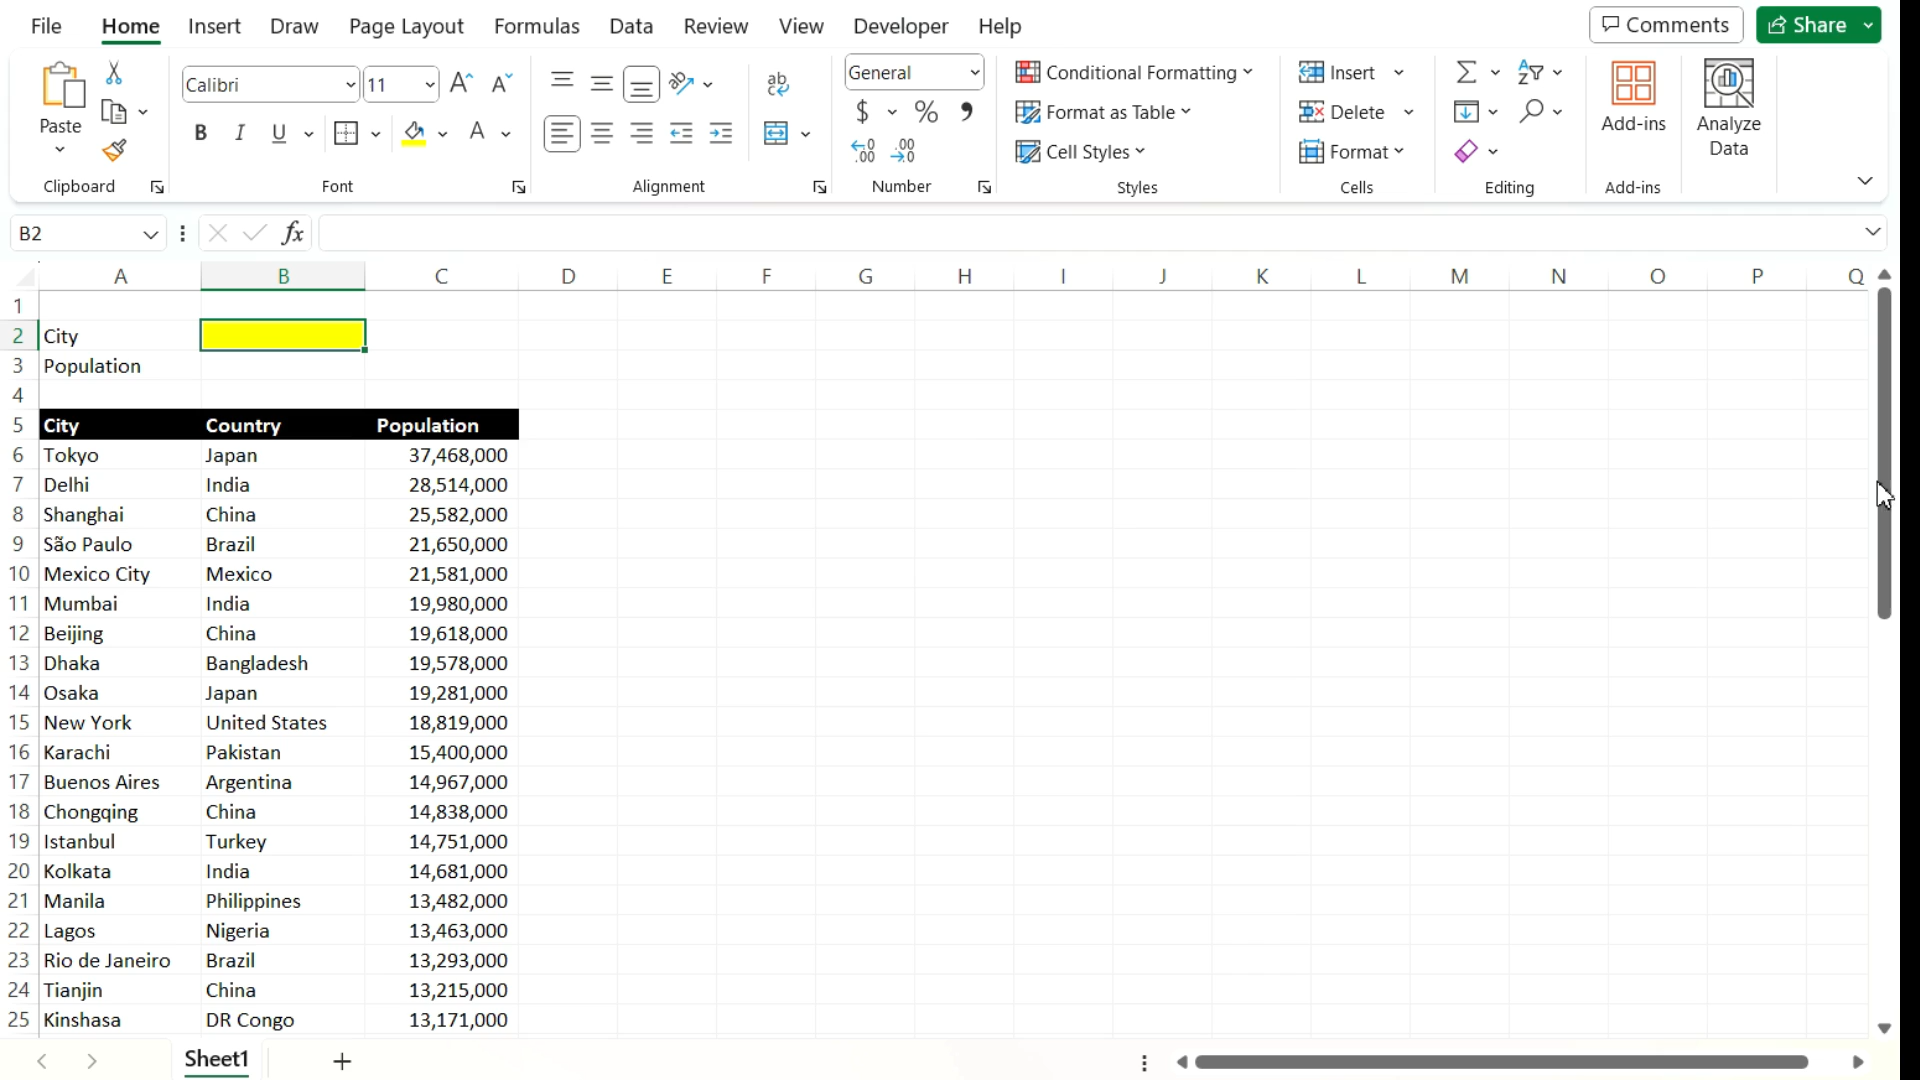 File Home Insert Draw Page Layout Formulas Data Review View Developer Help Comments Share
Calibri 11 General Conditional Formatting Insert
Paste $ % Format as Table Delete Add-ins Analyze Data
B I U A Cell Styles Format
Clipboard Font Alignment Number Styles Cells Editing Add-ins
B2 fx
A B C D E F G H I J K L M N O P Q
1
2 City
3 Population
4
5 City Country Population
6 Tokyo Japan 37,468,000
7 Delhi India 28,514,000
8 Shanghai China 25,582,000
9 São Paulo Brazil 21,650,000
10 Mexico City Mexico 21,581,000
11 Mumbai India 19,980,000
12 Beijing China 19,618,000
13 Dhaka Bangladesh 19,578,000
14 Osaka Japan 19,281,000
15 New York United States 18,819,000
16 Karachi Pakistan 15,400,000
17 Buenos Aires Argentina 14,967,000
18 Chongqing China 14,838,000
19 Istanbul Turkey 14,751,000
20 Kolkata India 14,681,000
21 Manila Philippines 13,482,000
22 Lagos Nigeria 13,463,000
23 Rio de Janeiro Brazil 13,293,000
24 Tianjin China 13,215,000
25 Kinshasa DR Congo 13,171,000
Sheet1